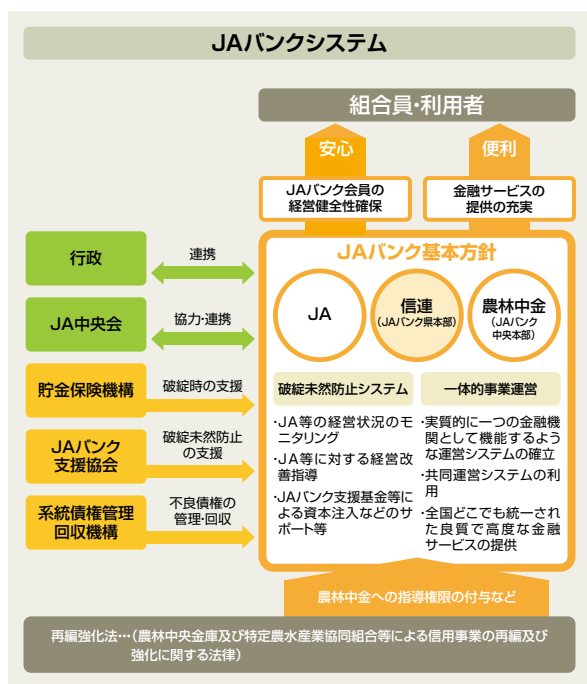 JAバンクシステム
組合員・利用者
安心
便利
JAバンク会員の
経営健全性確保
金融サービスの
提供の充実
行政
連携
JA中央会
協力・連携
貯金保険機構
破綻時の支援
JAバンク
支援協会
破綻未然防止
の支援
系統債権管理
回収機構
不良債権の
管理・回収
JAバンク基本方針
JA
信連
(JAバンク県本部)
農林中金
(JAバンク
中央本部)
破綻未然防止システム
・JA等の経営状況のモ
ニタリング
・JA等に対する経営改
善指導
・JAバンク支援基金等に
よる資本注入などのサ
ポート等
一体的事業運営
・実質的に一つの金融機
関として機能するよう
な運営システムの確立
・共同運営システムの利
用
・全国どこでも統一され
た良質で高度な金融
サービスの提供
農林中金への指導権限の付与など
再編強化法…(農林中央金庫及び特定農水産業協同組合等による信用事業の再編及び
強化に関する法律)